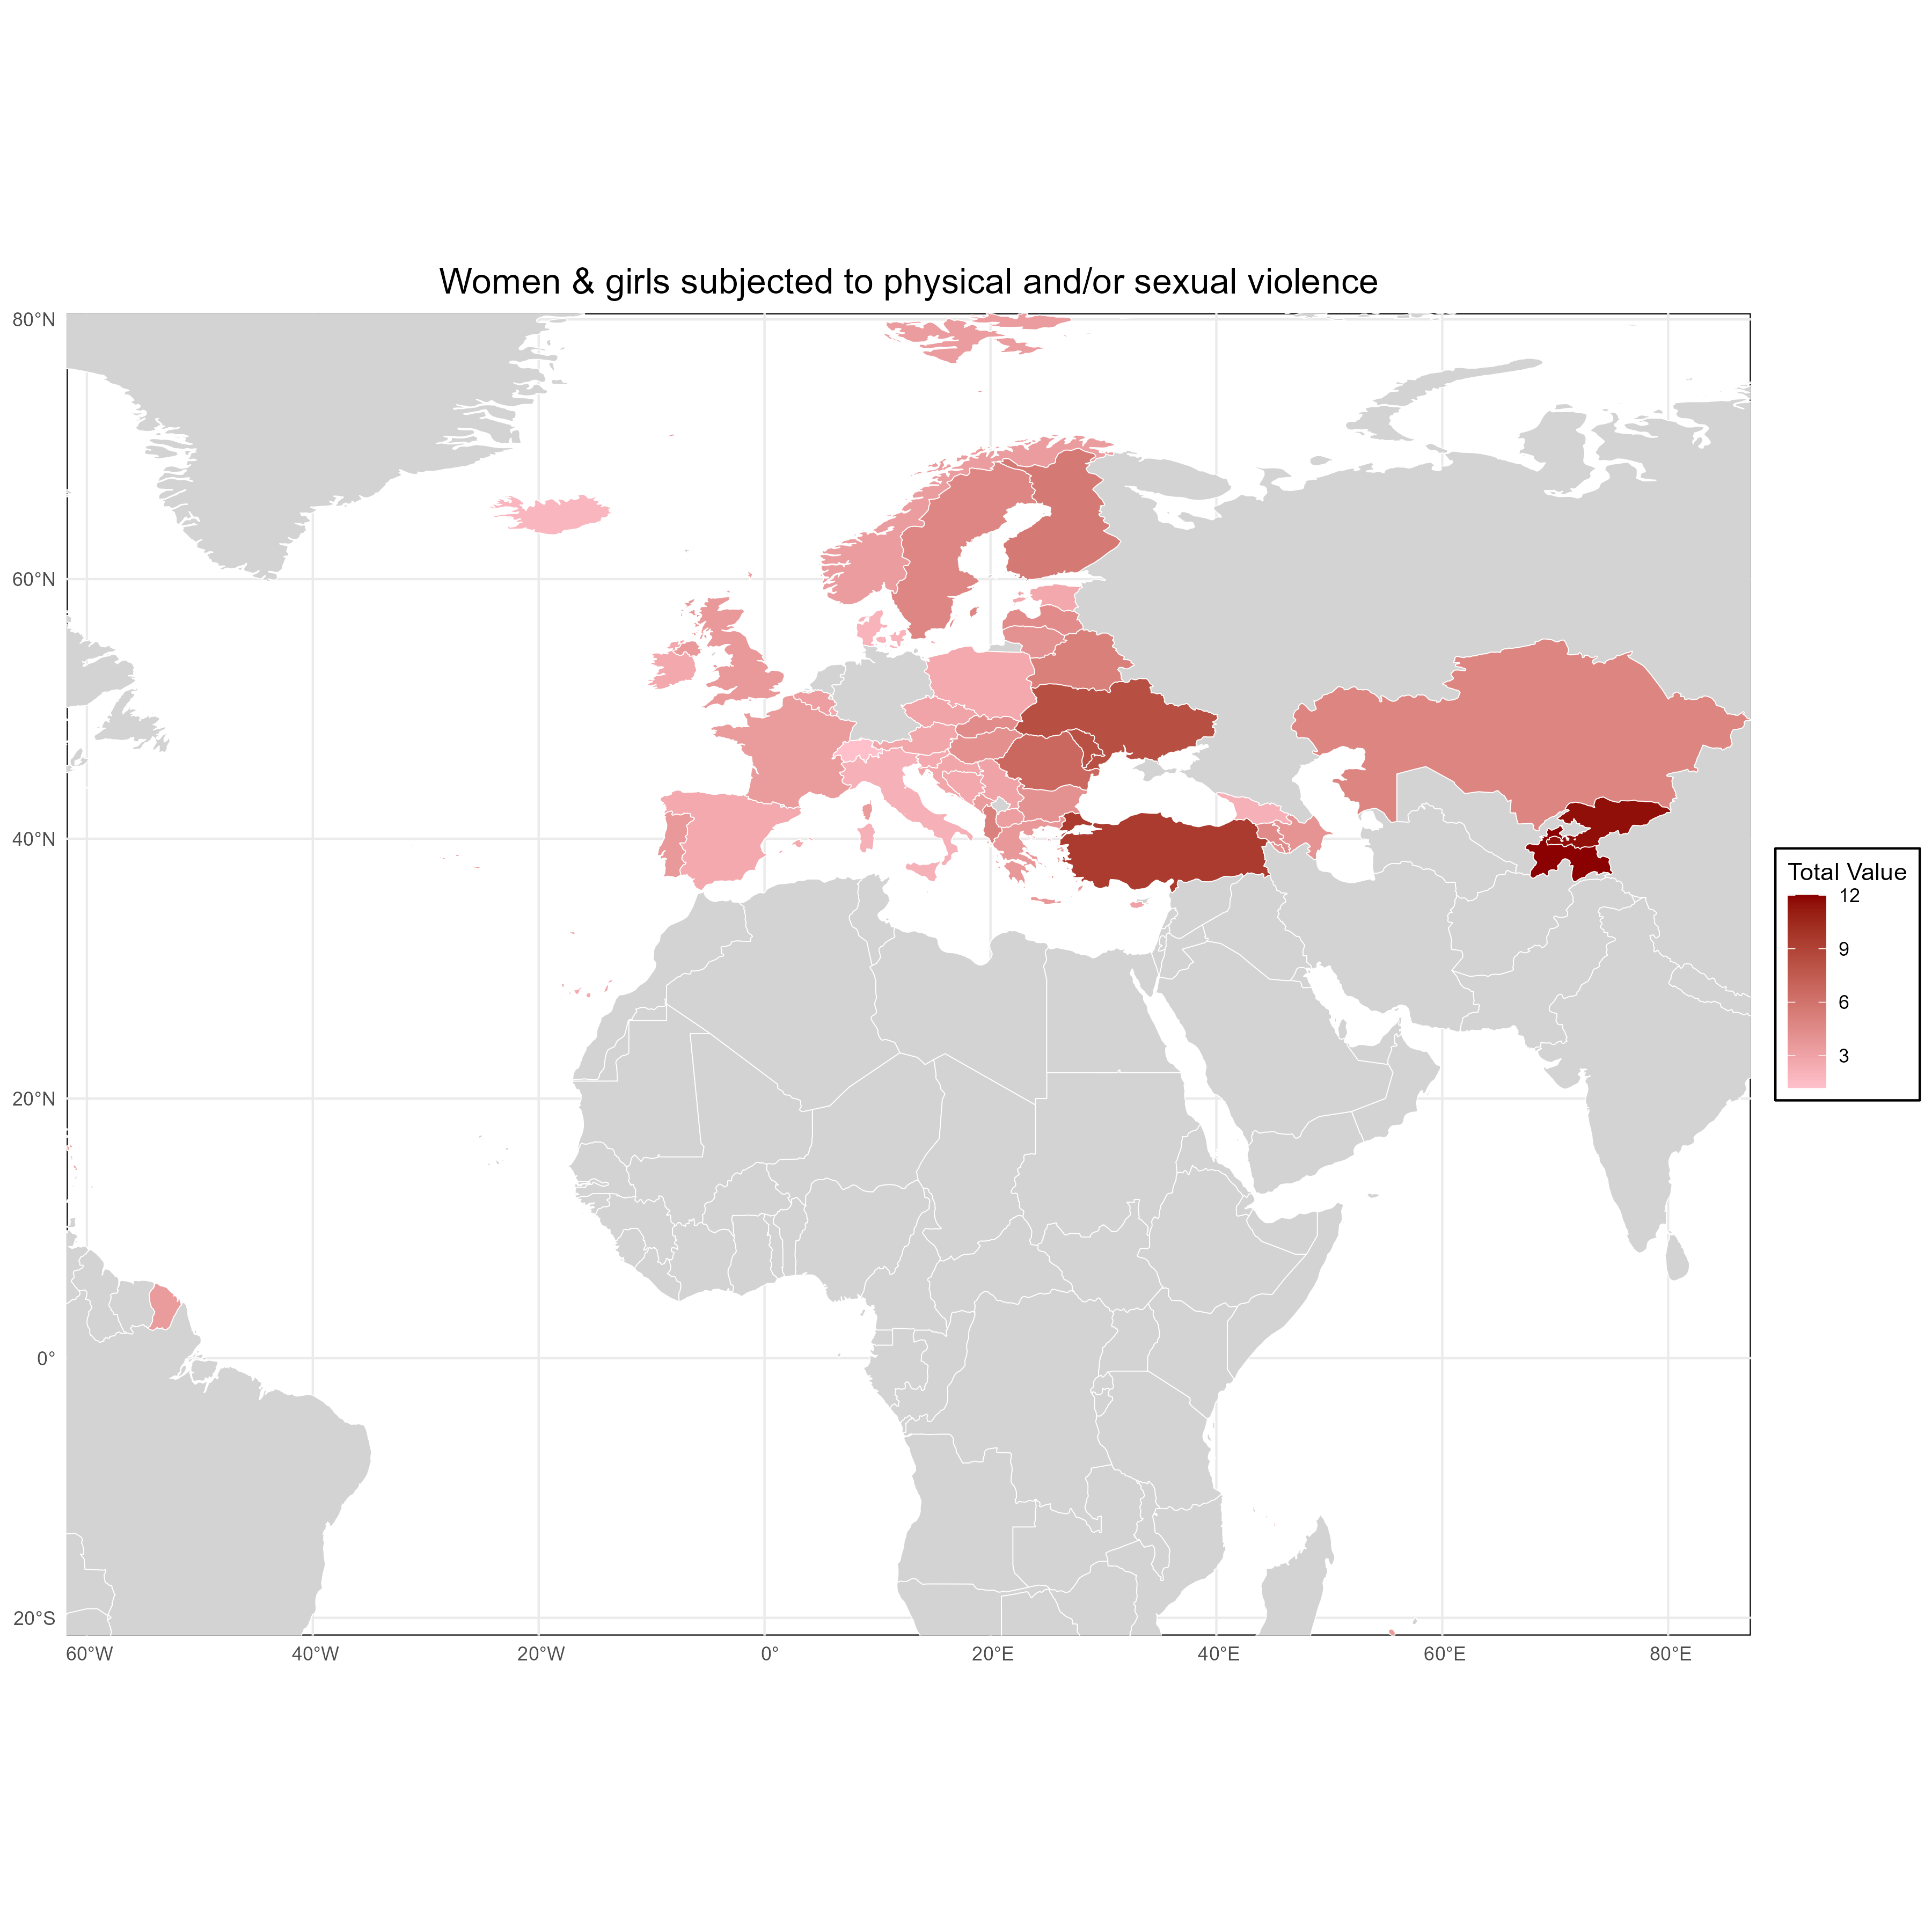 Women & girls subjected to physical and/or sexual violence
80°N
60°N
40°N
20°N
0°
20°S
60°W 40°W 20°W 0° 20°E 40°E 60°E 80°E
Total Value
12
9
6
3